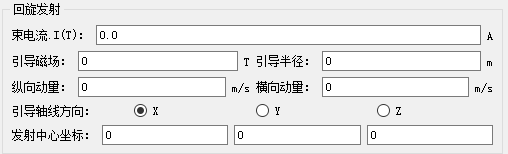 回旋发射
束电流.I(T): 0.0 A
引导磁场: 0 T 引导半径: 0 m
纵向动量: 0 m/s 横向动量: 0 m/s
引导轴线方向: X Y Z
发射中心坐标: 0 0 0